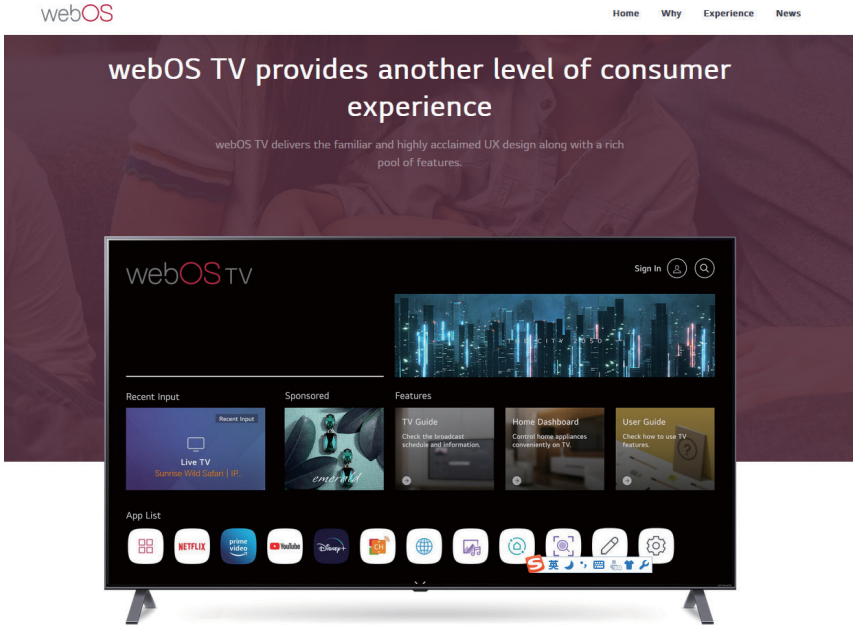 webOS
Home Why Experience News
webOS TV provides another level of consumer
experience
webOS TV delivers the familiar and highly acclaimed UX design along with a rich
pool of features.
webOS TV
Sign In
THE CITY 2050
Recent Input
Sponsored
Features
Recent Input
Live TV
Sunrise Wild Safari | IP..
emerald
TV Guide
Check the broadcast
schedule and information.
Home Dashboard
Control home appliances
conveniently on TV.
User Guide
Check how to use TV
features.
App List
NETFLIX
prime
video
YouTube
Disney+
CH
英